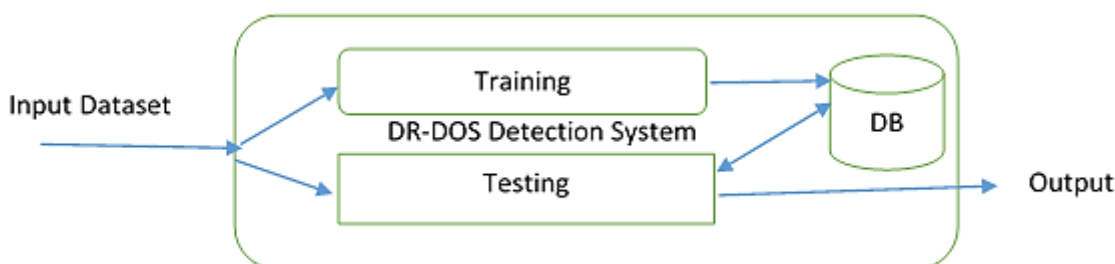 Training
Input Dataset
DB
DR-DOS Detection System
Testing
Output